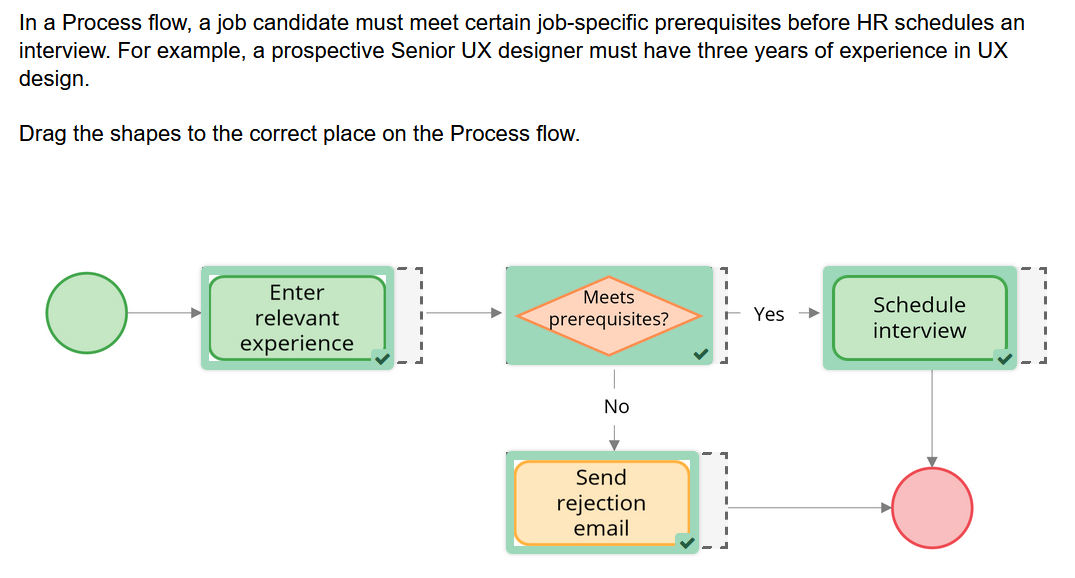 In a Process flow, a job candidate must meet certain job-specific prerequisites before HR schedules an
interview. For example, a prospective Senior UX designer must have three years of experience in UX
design.
Drag the shapes to the correct place on the Process flow.
Enter
relevant
experience
Meets
prerequisites?
Yes
Schedule
interview
No
Send
rejection
email